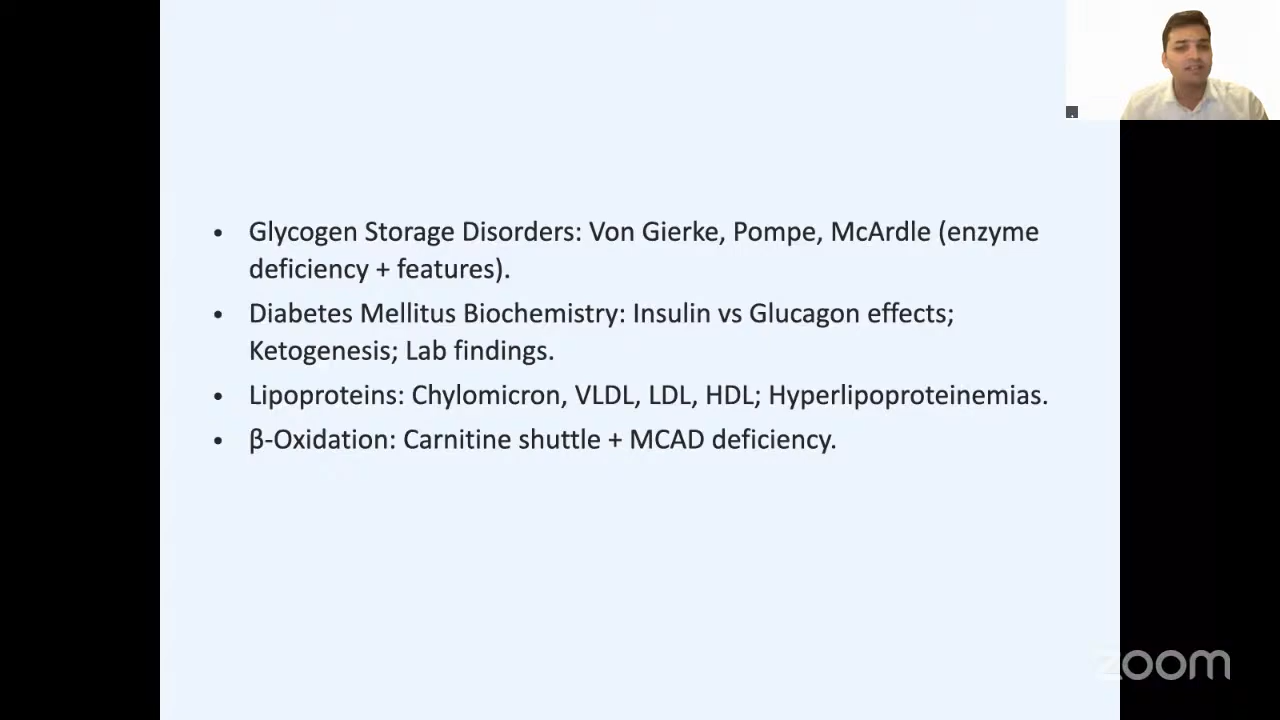 • Glycogen Storage Disorders: Von Gierke, Pompe, McArdle (enzyme
deficiency + features).
• Diabetes Mellitus Biochemistry: Insulin vs Glucagon effects;
Ketogenesis; Lab findings.
• Lipoproteins: Chylomicron, VLDL, LDL, HDL; Hyperlipoproteinemias.
• β-Oxidation: Carnitine shuttle + MCAD deficiency.
zoom